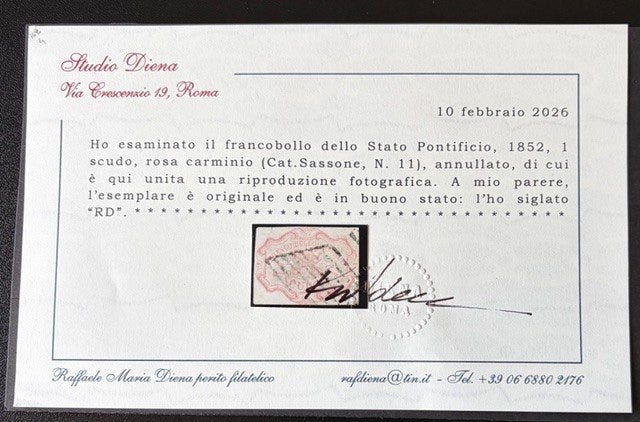 Studio Diena
Via Crescenzio 19, Roma
10 febbraio 2026
Ho esaminato il francobollo dello Stato Pontificio, 1852, 1
scudo, rosa carminio (Cat.Sassone, N. 11), annullato, di cui
è qui unita una riproduzione fotografica. A mio parere,
l'esemplare è originale ed è in buono stato: l'ho siglato
"RD". * * * * * * * * * * * * * * * * * * * * * * * * * * * * * * *
ROMA
Raffaele Maria Diena perito filatelico
rafdiena@tin.it - Tel. +39 06 6880 2176